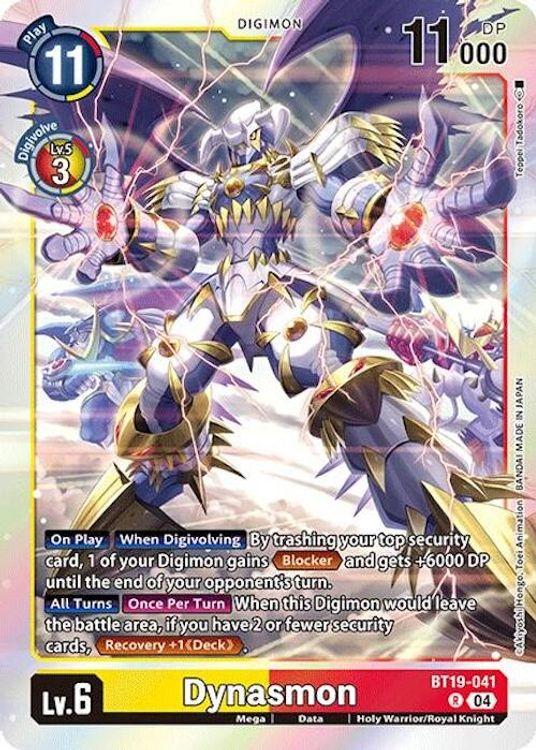 DIGIMON
Play
11
11000
DP
Digivolve
Lv.5
3
Teppei Tadokoro
On Play When Digivolving By trashing your top security
card, 1 of your Digimon gains Blocker and gets +6000 DP
until the end of your opponent's turn.
All Turns Once Per Turn When this Digimon would leave
the battle area, if you have 2 or fewer security
cards, Recovery +1《Deck》.
©Akiyoshi Hongo, Toei Animation BANDAI MADE IN JAPAN
Lv.6
Dynasmon
BT19-041
R 04
Mega | Data | Holy Warrior/Royal Knight